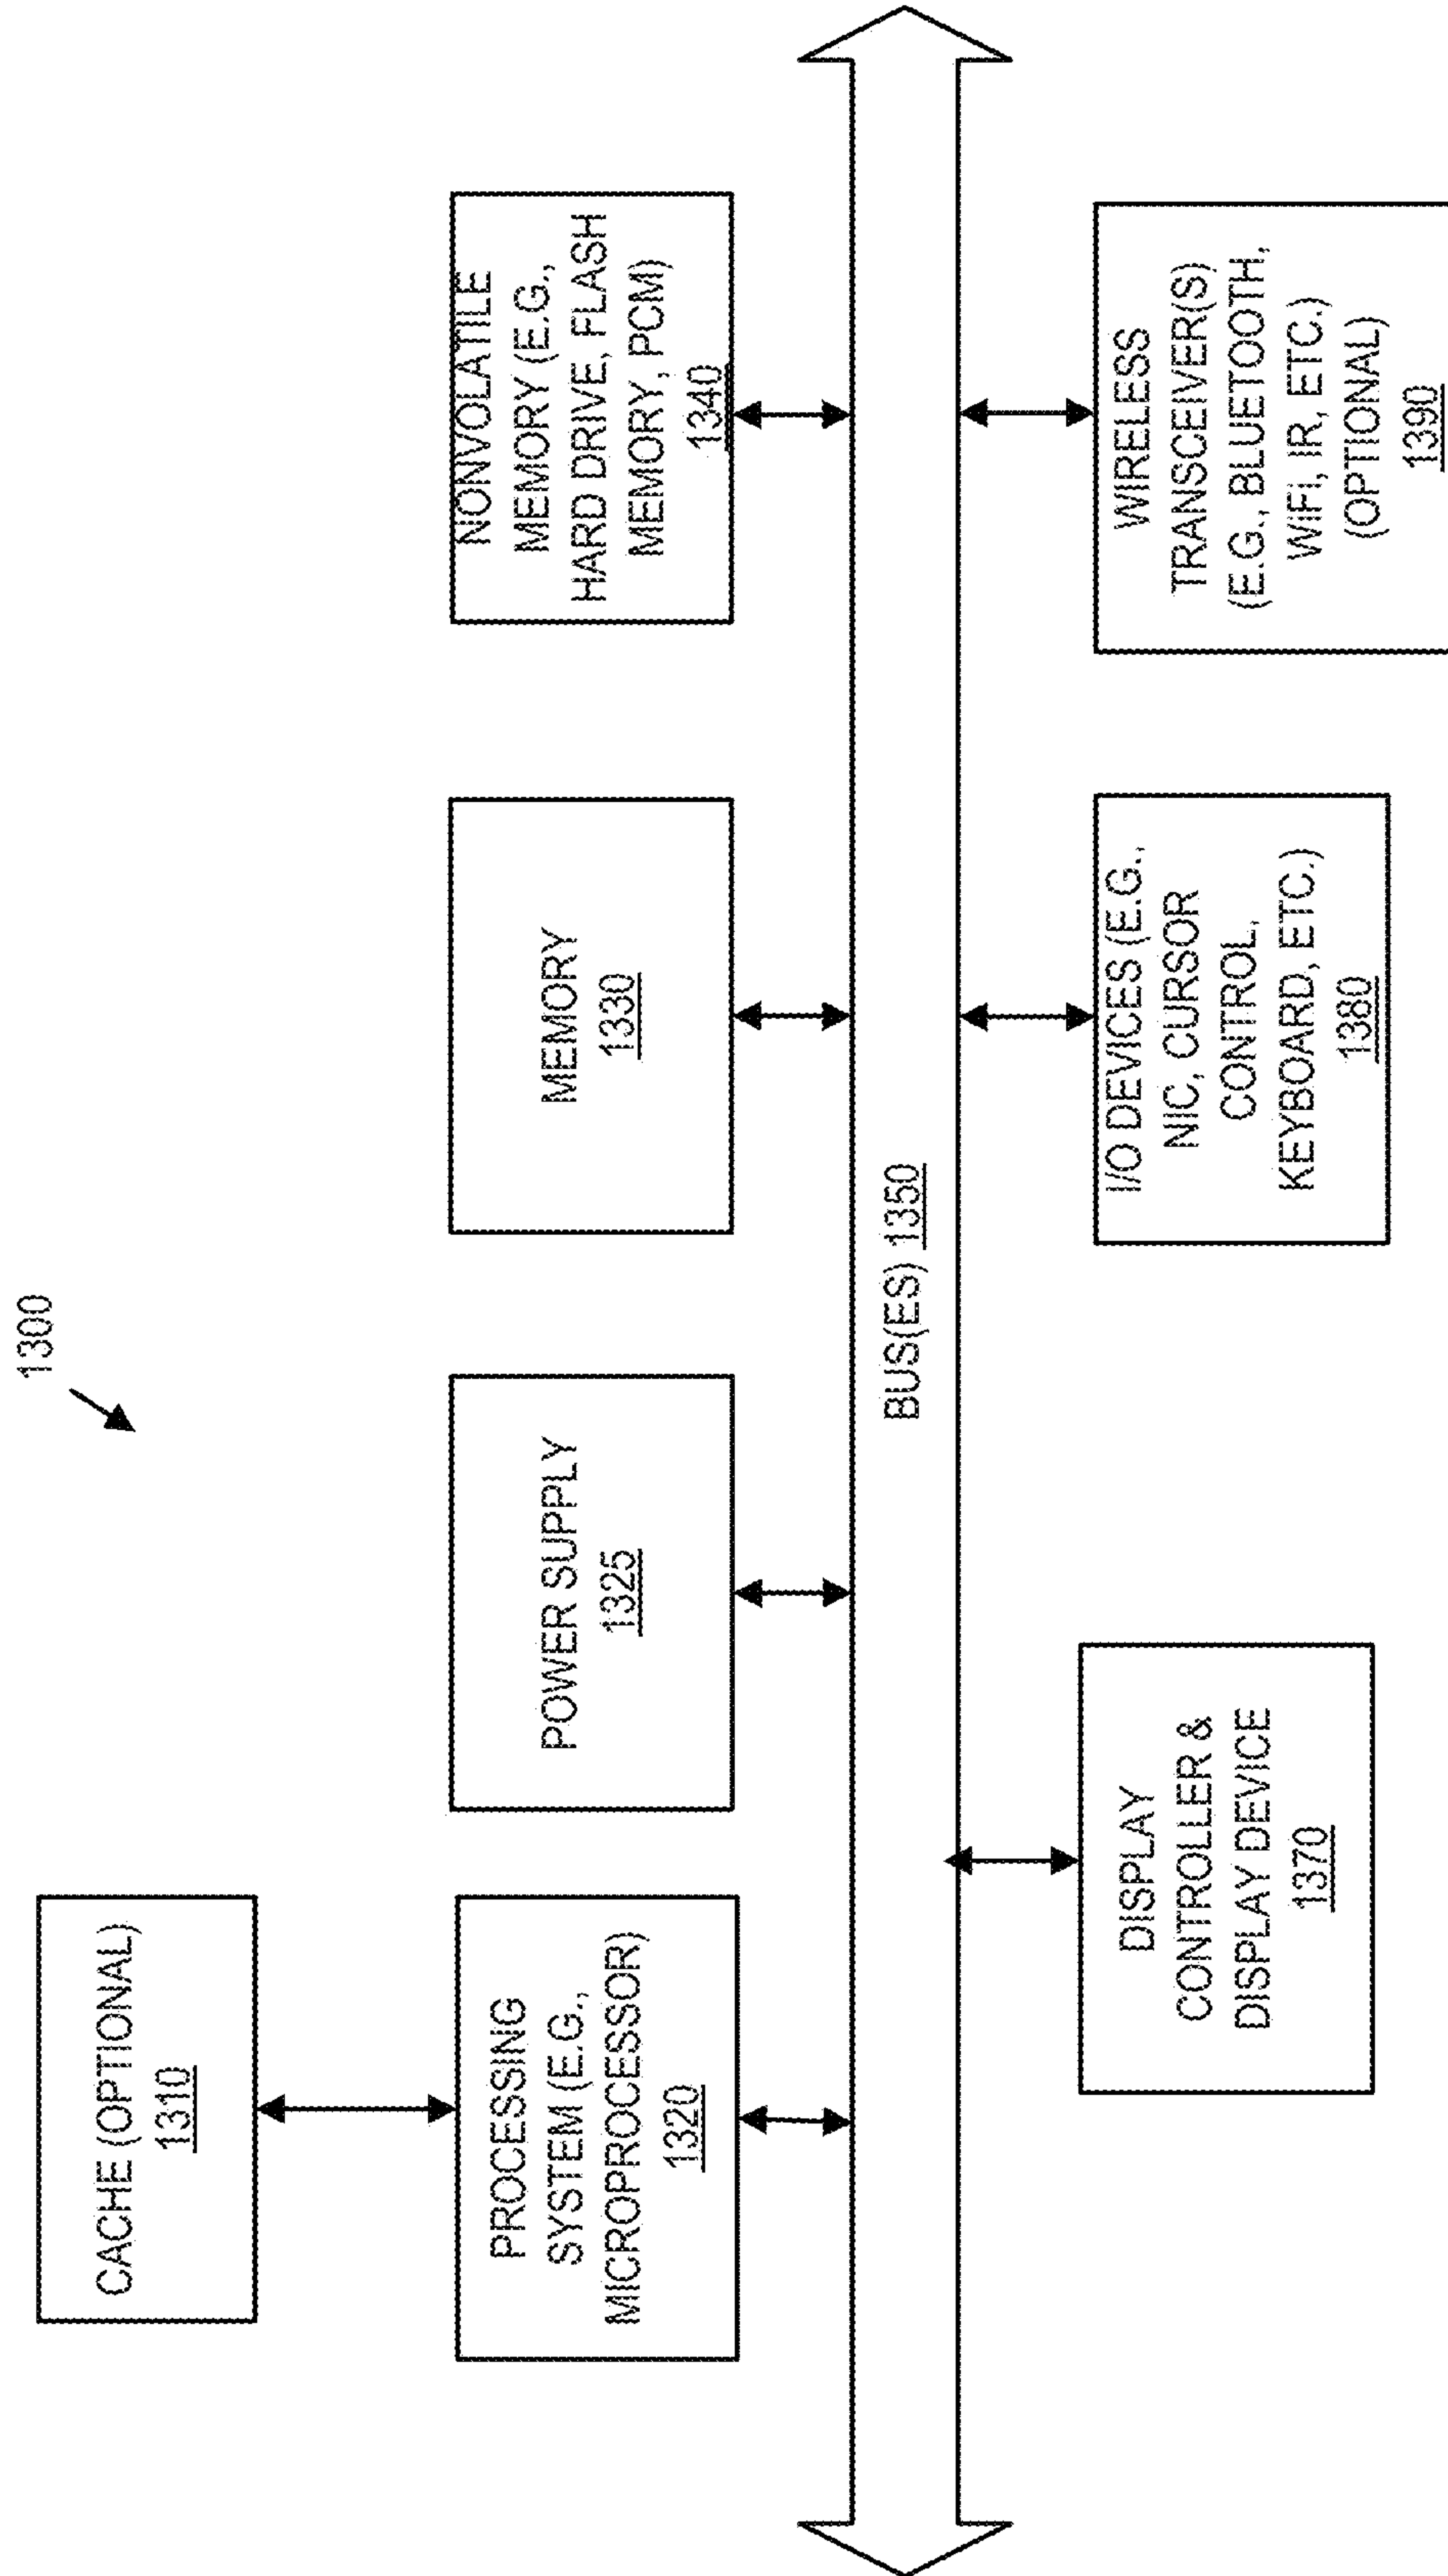 1300
CACHE (OPTIONAL)
1310
PROCESSING
SYSTEM (E.G.,
MICROPROCESSOR)
1320
POWER SUPPLY
1325
MEMORY
1330
NONVOLATILE
MEMORY (E.G.,
HARD DRIVE, FLASH
MEMORY, PCM)
1340
BUS(ES) 1350
DISPLAY
CONTROLLER &
DISPLAY DEVICE
1370
I/O DEVICES (E.G.,
NIC, CURSOR
CONTROL,
KEYBOARD, ETC.)
1380
WIRELESS
TRANSCEIVER(S)
(E.G., BLUETOOTH,
WiFi, IR, ETC.)
(OPTIONAL)
1390